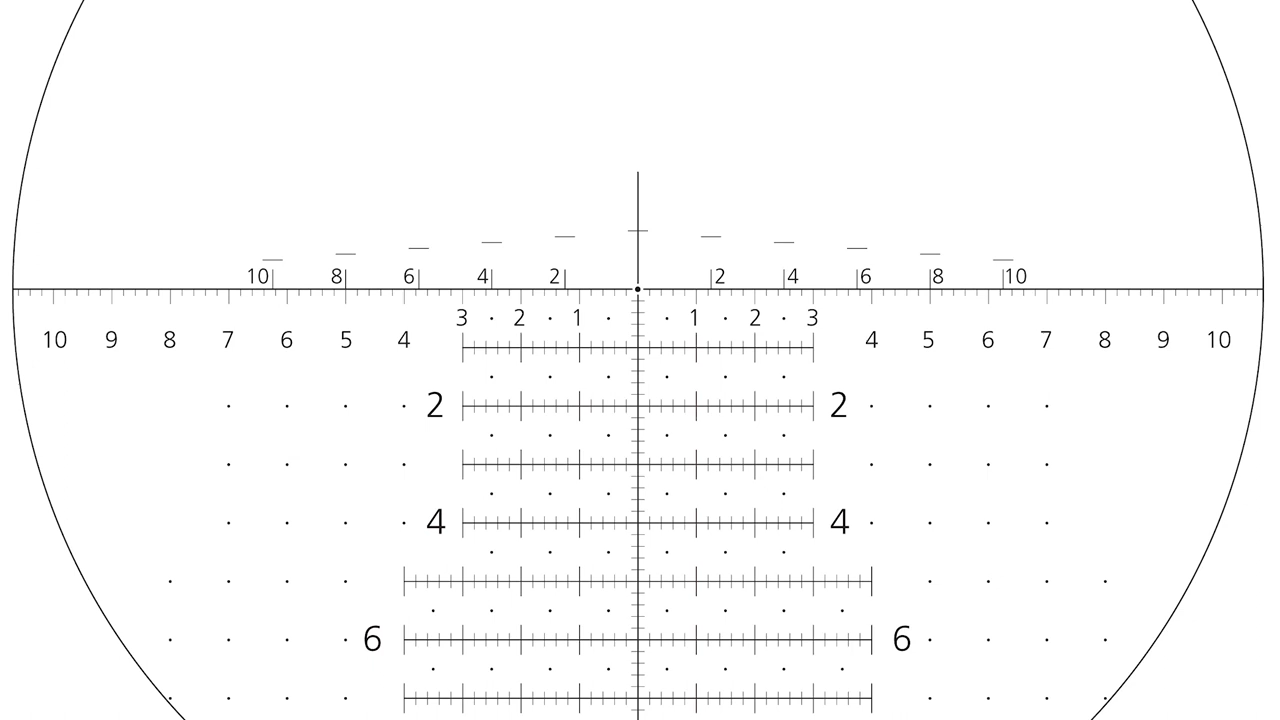 10 8 6 4 2 2 4 6 8 10
3 2 1 1 2 3
10 9 8 7 6 5 4 4 5 6 7 8 9 10
2 2
4 4
6 6